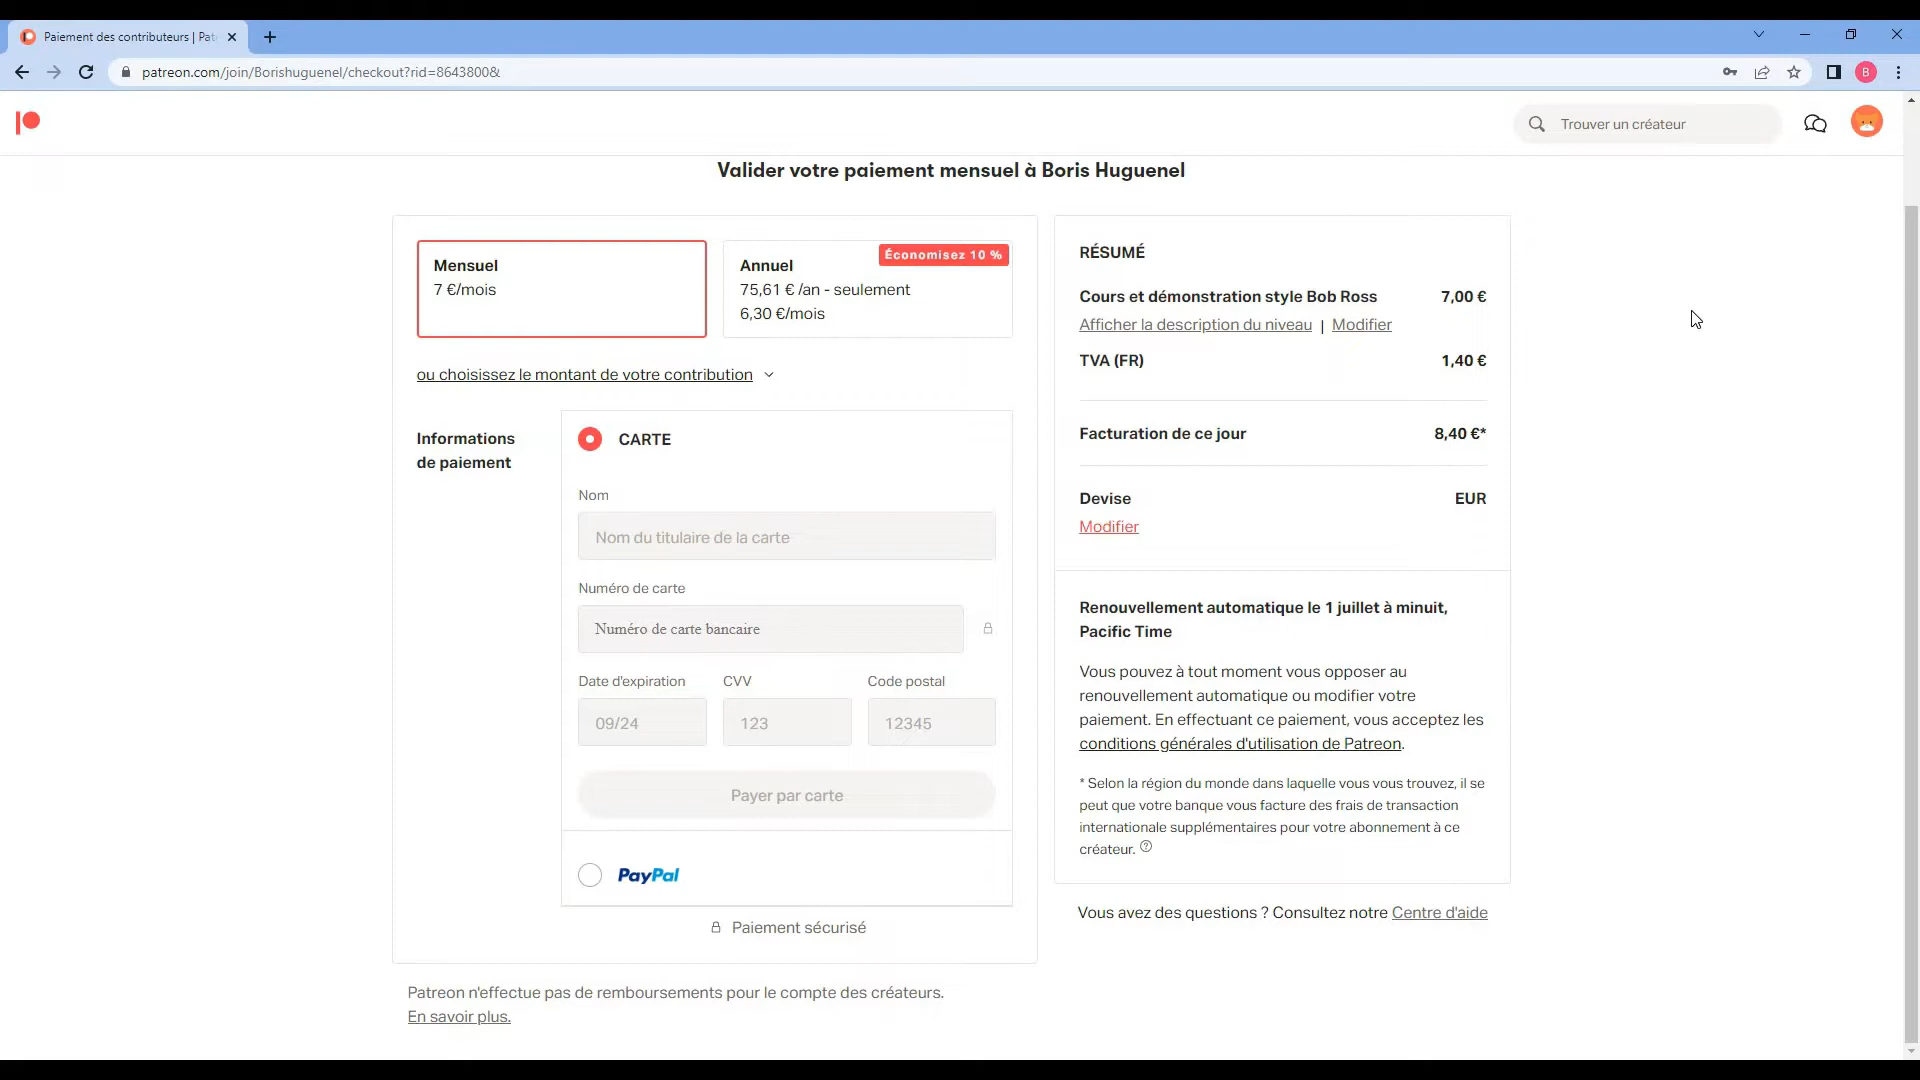 Paiement des contributeurs | Pat
patreon.com/join/Borishuguenel/checkout?rid=8643800&
B
Trouver un créateur
Valider votre paiement mensuel à Boris Huguenel
Mensuel
7 €/mois
Économisez 10 %
Annuel
75,61 € /an - seulement
6,30 €/mois
ou choisissez le montant de votre contribution
Informations
de paiement
CARTE
Nom
Nom du titulaire de la carte
Numéro de carte
Numéro de carte bancaire
Date d'expiration CVV Code postal
09/24 123 12345
Payer par carte
PayPal
Paiement sécurisé
Patreon n'effectue pas de remboursements pour le compte des créateurs.
En savoir plus.
RÉSUMÉ
Cours et démonstration style Bob Ross 7,00 €
Afficher la description du niveau | Modifier
TVA (FR) 1,40 €
Facturation de ce jour 8,40 €*
Devise EUR
Modifier
Renouvellement automatique le 1 juillet à minuit,
Pacific Time
Vous pouvez à tout moment vous opposer au
renouvellement automatique ou modifier votre
paiement. En effectuant ce paiement, vous acceptez les
conditions générales d'utilisation de Patreon.
* Selon la région du monde dans laquelle vous vous trouvez, il se
peut que votre banque vous facture des frais de transaction
internationale supplémentaires pour votre abonnement à ce
créateur. ?
Vous avez des questions ? Consultez notre Centre d'aide